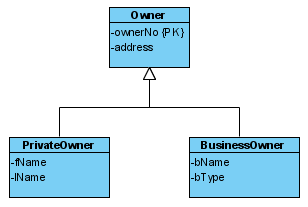 Owner
-ownerNo {PK}
-address
PrivateOwner
-fName
-lName
BusinessOwner
-bName
-bType